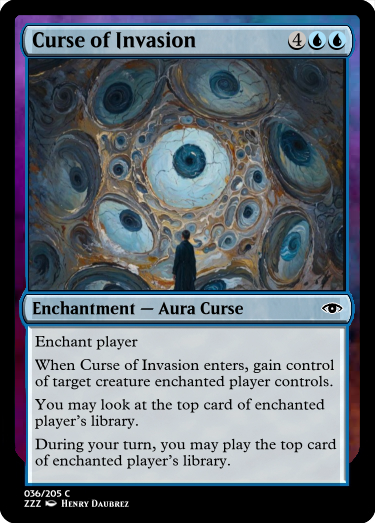 Curse of Invasion 4
Enchantment — Aura Curse
Enchant player
When Curse of Invasion enters, gain control
of target creature enchanted player controls.
You may look at the top card of enchanted
player's library.
During your turn, you may play the top card
of enchanted player's library.
036/205 C
ZZZ Henry Daubrez